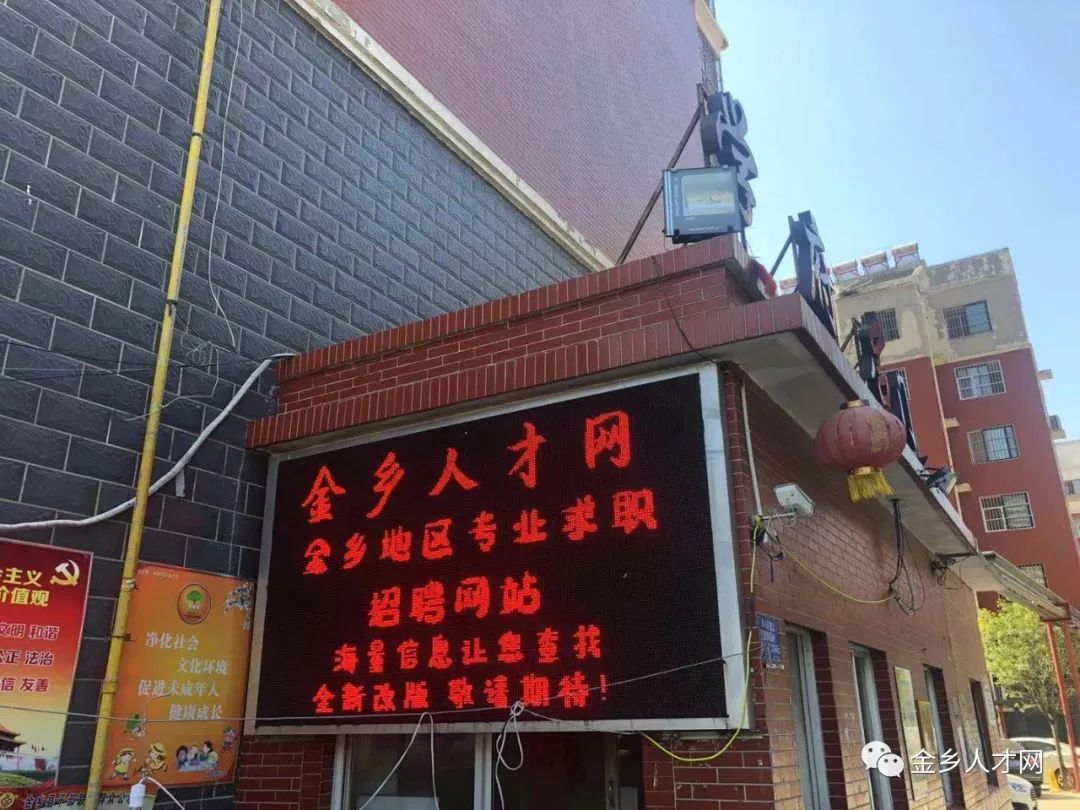 金乡人才网
金乡地区专业求职
招聘网站
海量信息让您查找
全新改版 敬请期待!
主义
价值观
文明 和谐
公正 法治
友善
净化社会
文化环境
促进未成年人
健康成长
金乡人才网